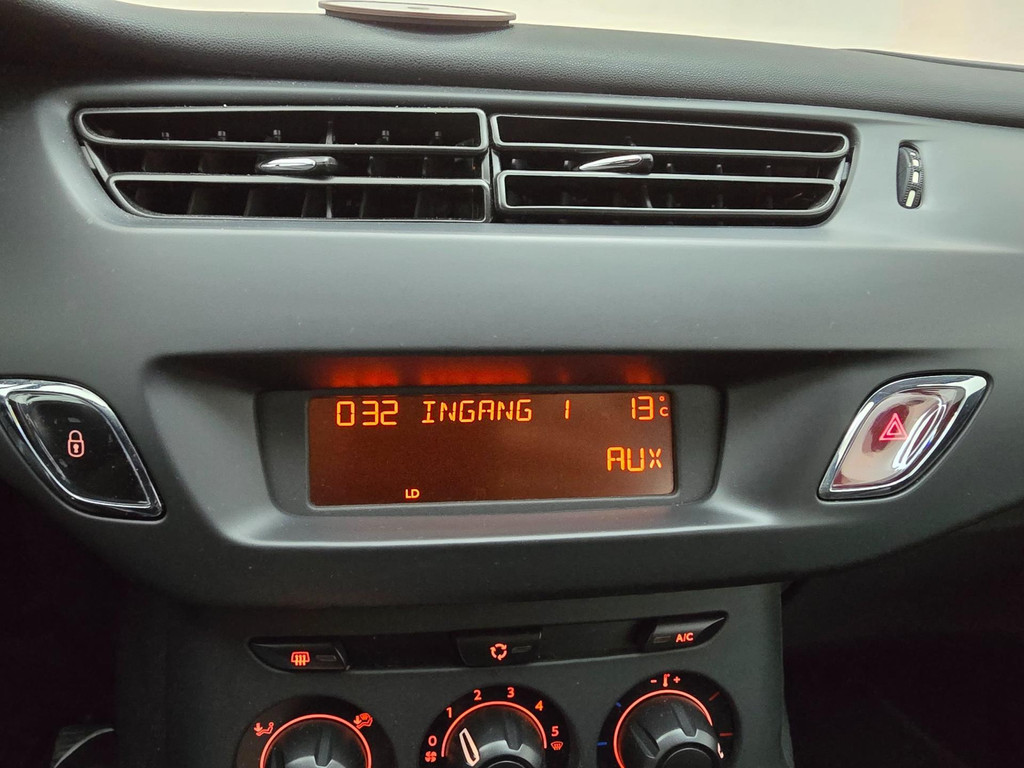 032 INGANG 1 13°C
AUX
LD
A/C
- +
1 2 3 4
0 5